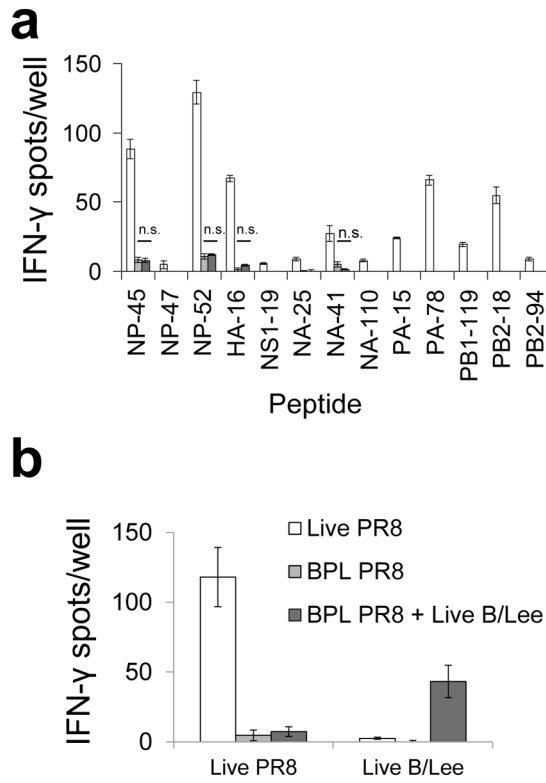 a
IFN-γ spots/well
150
100
50
0
n.s.
n.s.
n.s.
n.s.
NP-45
NP-47
NP-52
HA-16
NS1-19
NA-25
NA-41
NA-110
PA-15
PA-78
PB1-119
PB2-18
PB2-94
Peptide
b
IFN-γ spots/well
150
100
50
0
Live PR8
BPL PR8
BPL PR8 + Live B/Lee
Live PR8
Live B/Lee